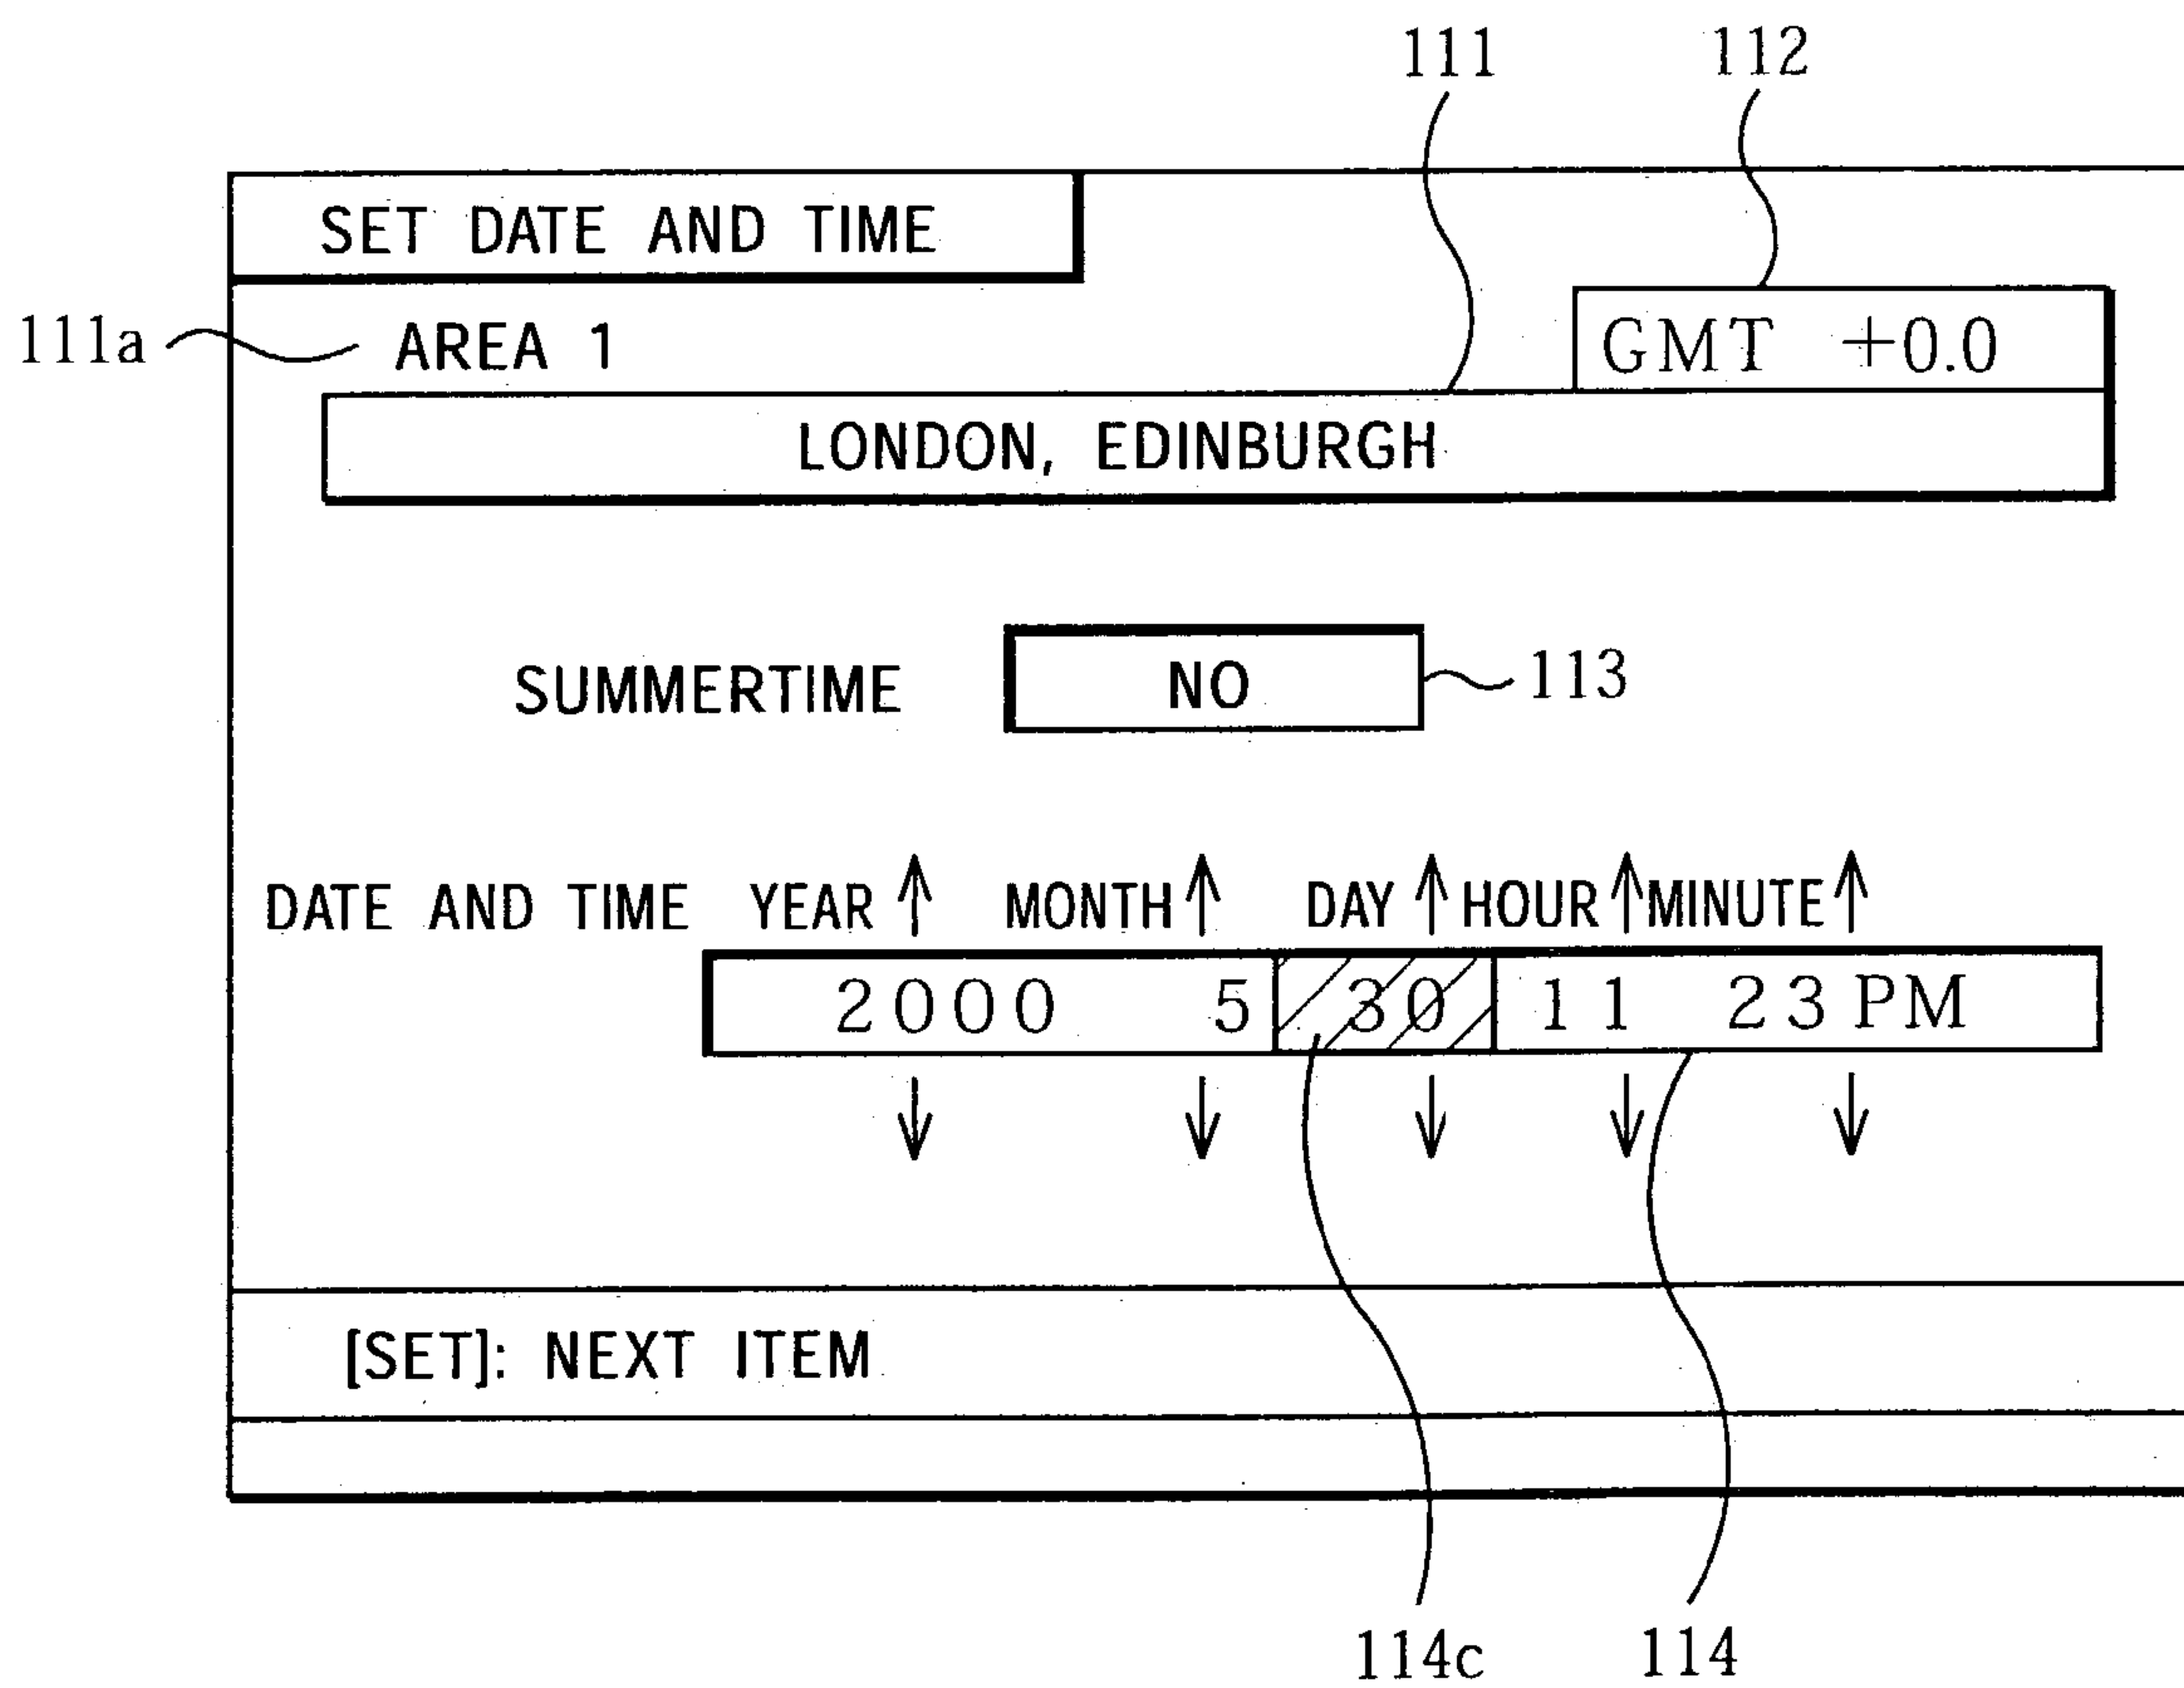 111 112
SET DATE AND TIME
111a AREA 1 GMT +0.0
LONDON, EDINBURGH
SUMMERTIME NO 113
DATE AND TIME YEAR ↑ MONTH ↑ DAY ↑ HOUR ↑ MINUTE ↑
2000 5 30 11 23 PM
↓ ↓ ↓ ↓ ↓
[SET]: NEXT ITEM
114c 114